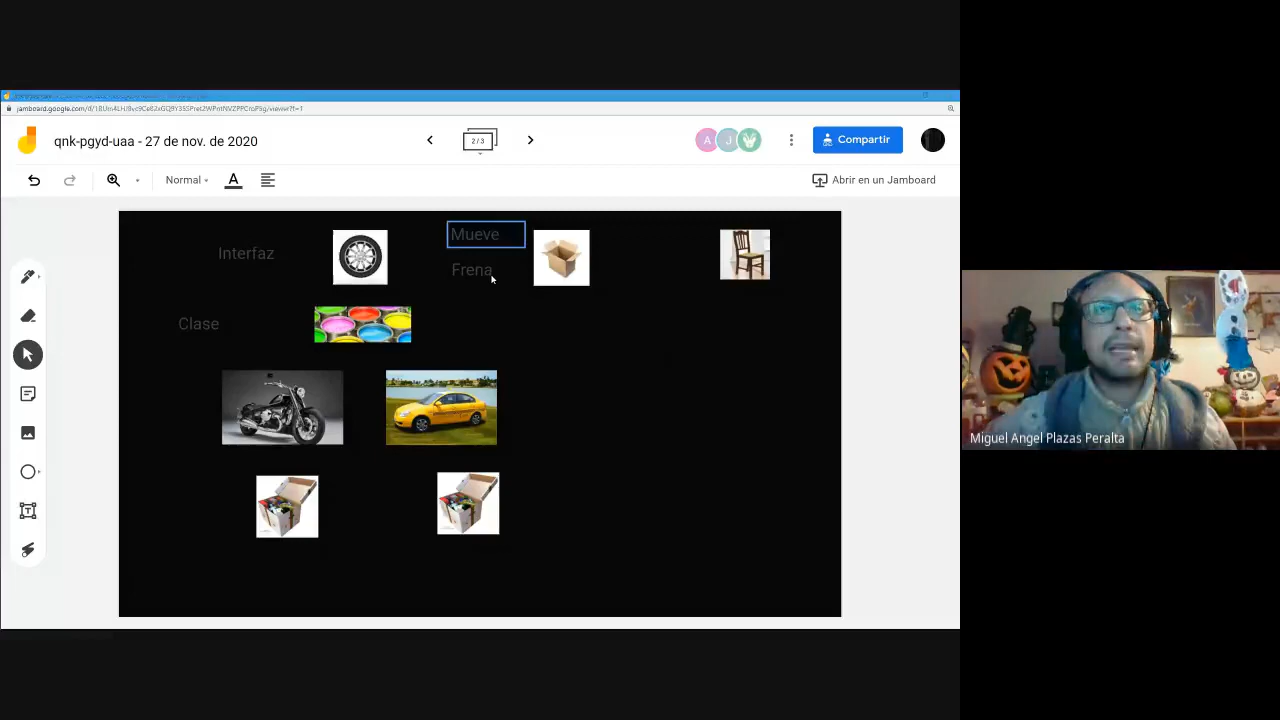 qnk-pgyd-uaa - 27 de nov. de 2020
2/3
A
J
Compartir
Normal
A
Abrir en un Jamboard
Mueve
Interfaz
Frena
Clase
Miguel Angel Plazas Peralta